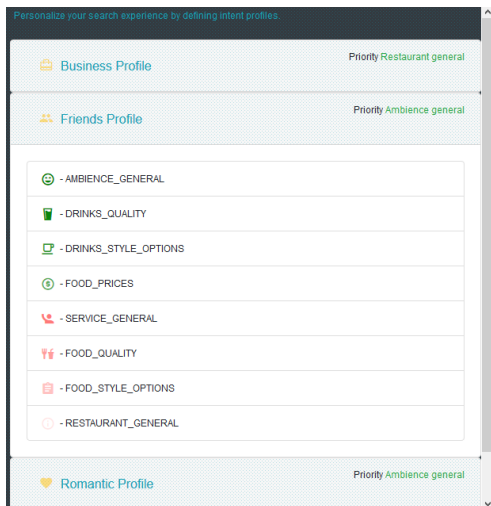 Personalize your search experience by defining intent profiles.
Business Profile
Priority Restaurant general
Friends Profile
Priority Ambience general
- AMBIENCE_GENERAL
- DRINKS_QUALITY
- DRINKS_STYLE_OPTIONS
- FOOD_PRICES
- SERVICE_GENERAL
- FOOD_QUALITY
- FOOD_STYLE_OPTIONS
- RESTAURANT_GENERAL
Romantic Profile
Priority Ambience general